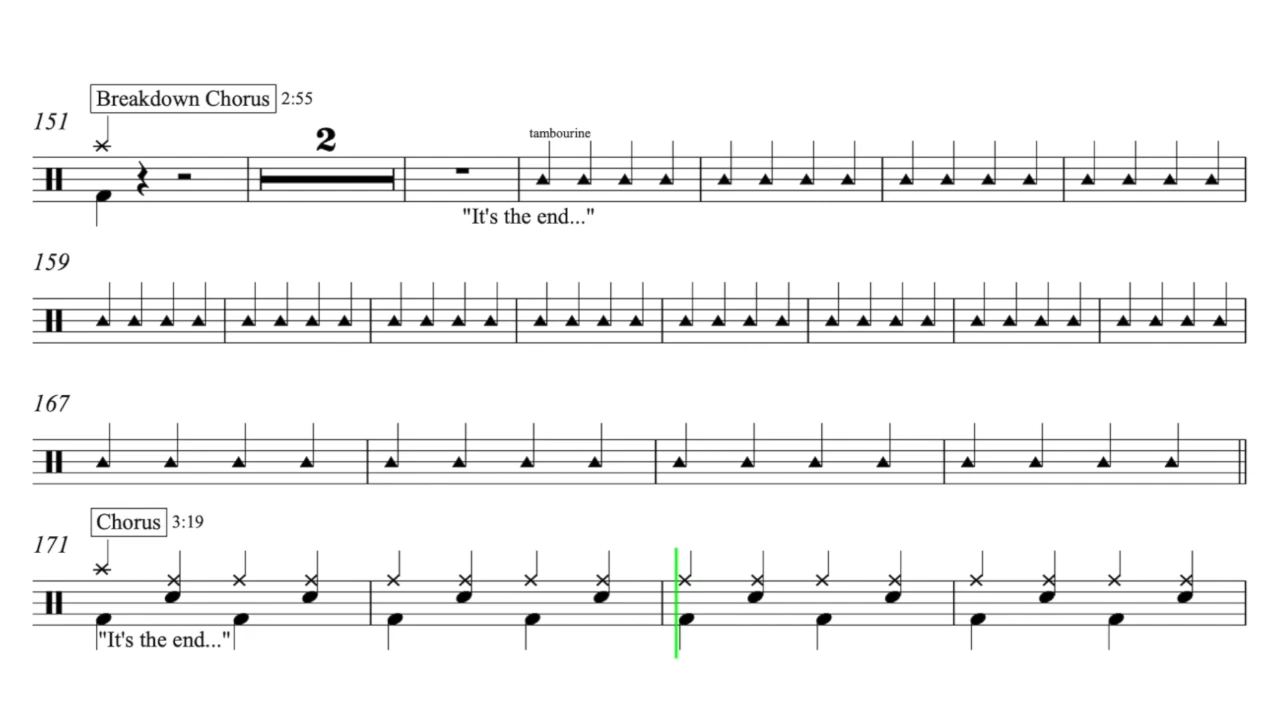 Breakdown Chorus 2:55
151
2
tambourine
"It's the end..."
159
167
Chorus 3:19
171
"It's the end..."